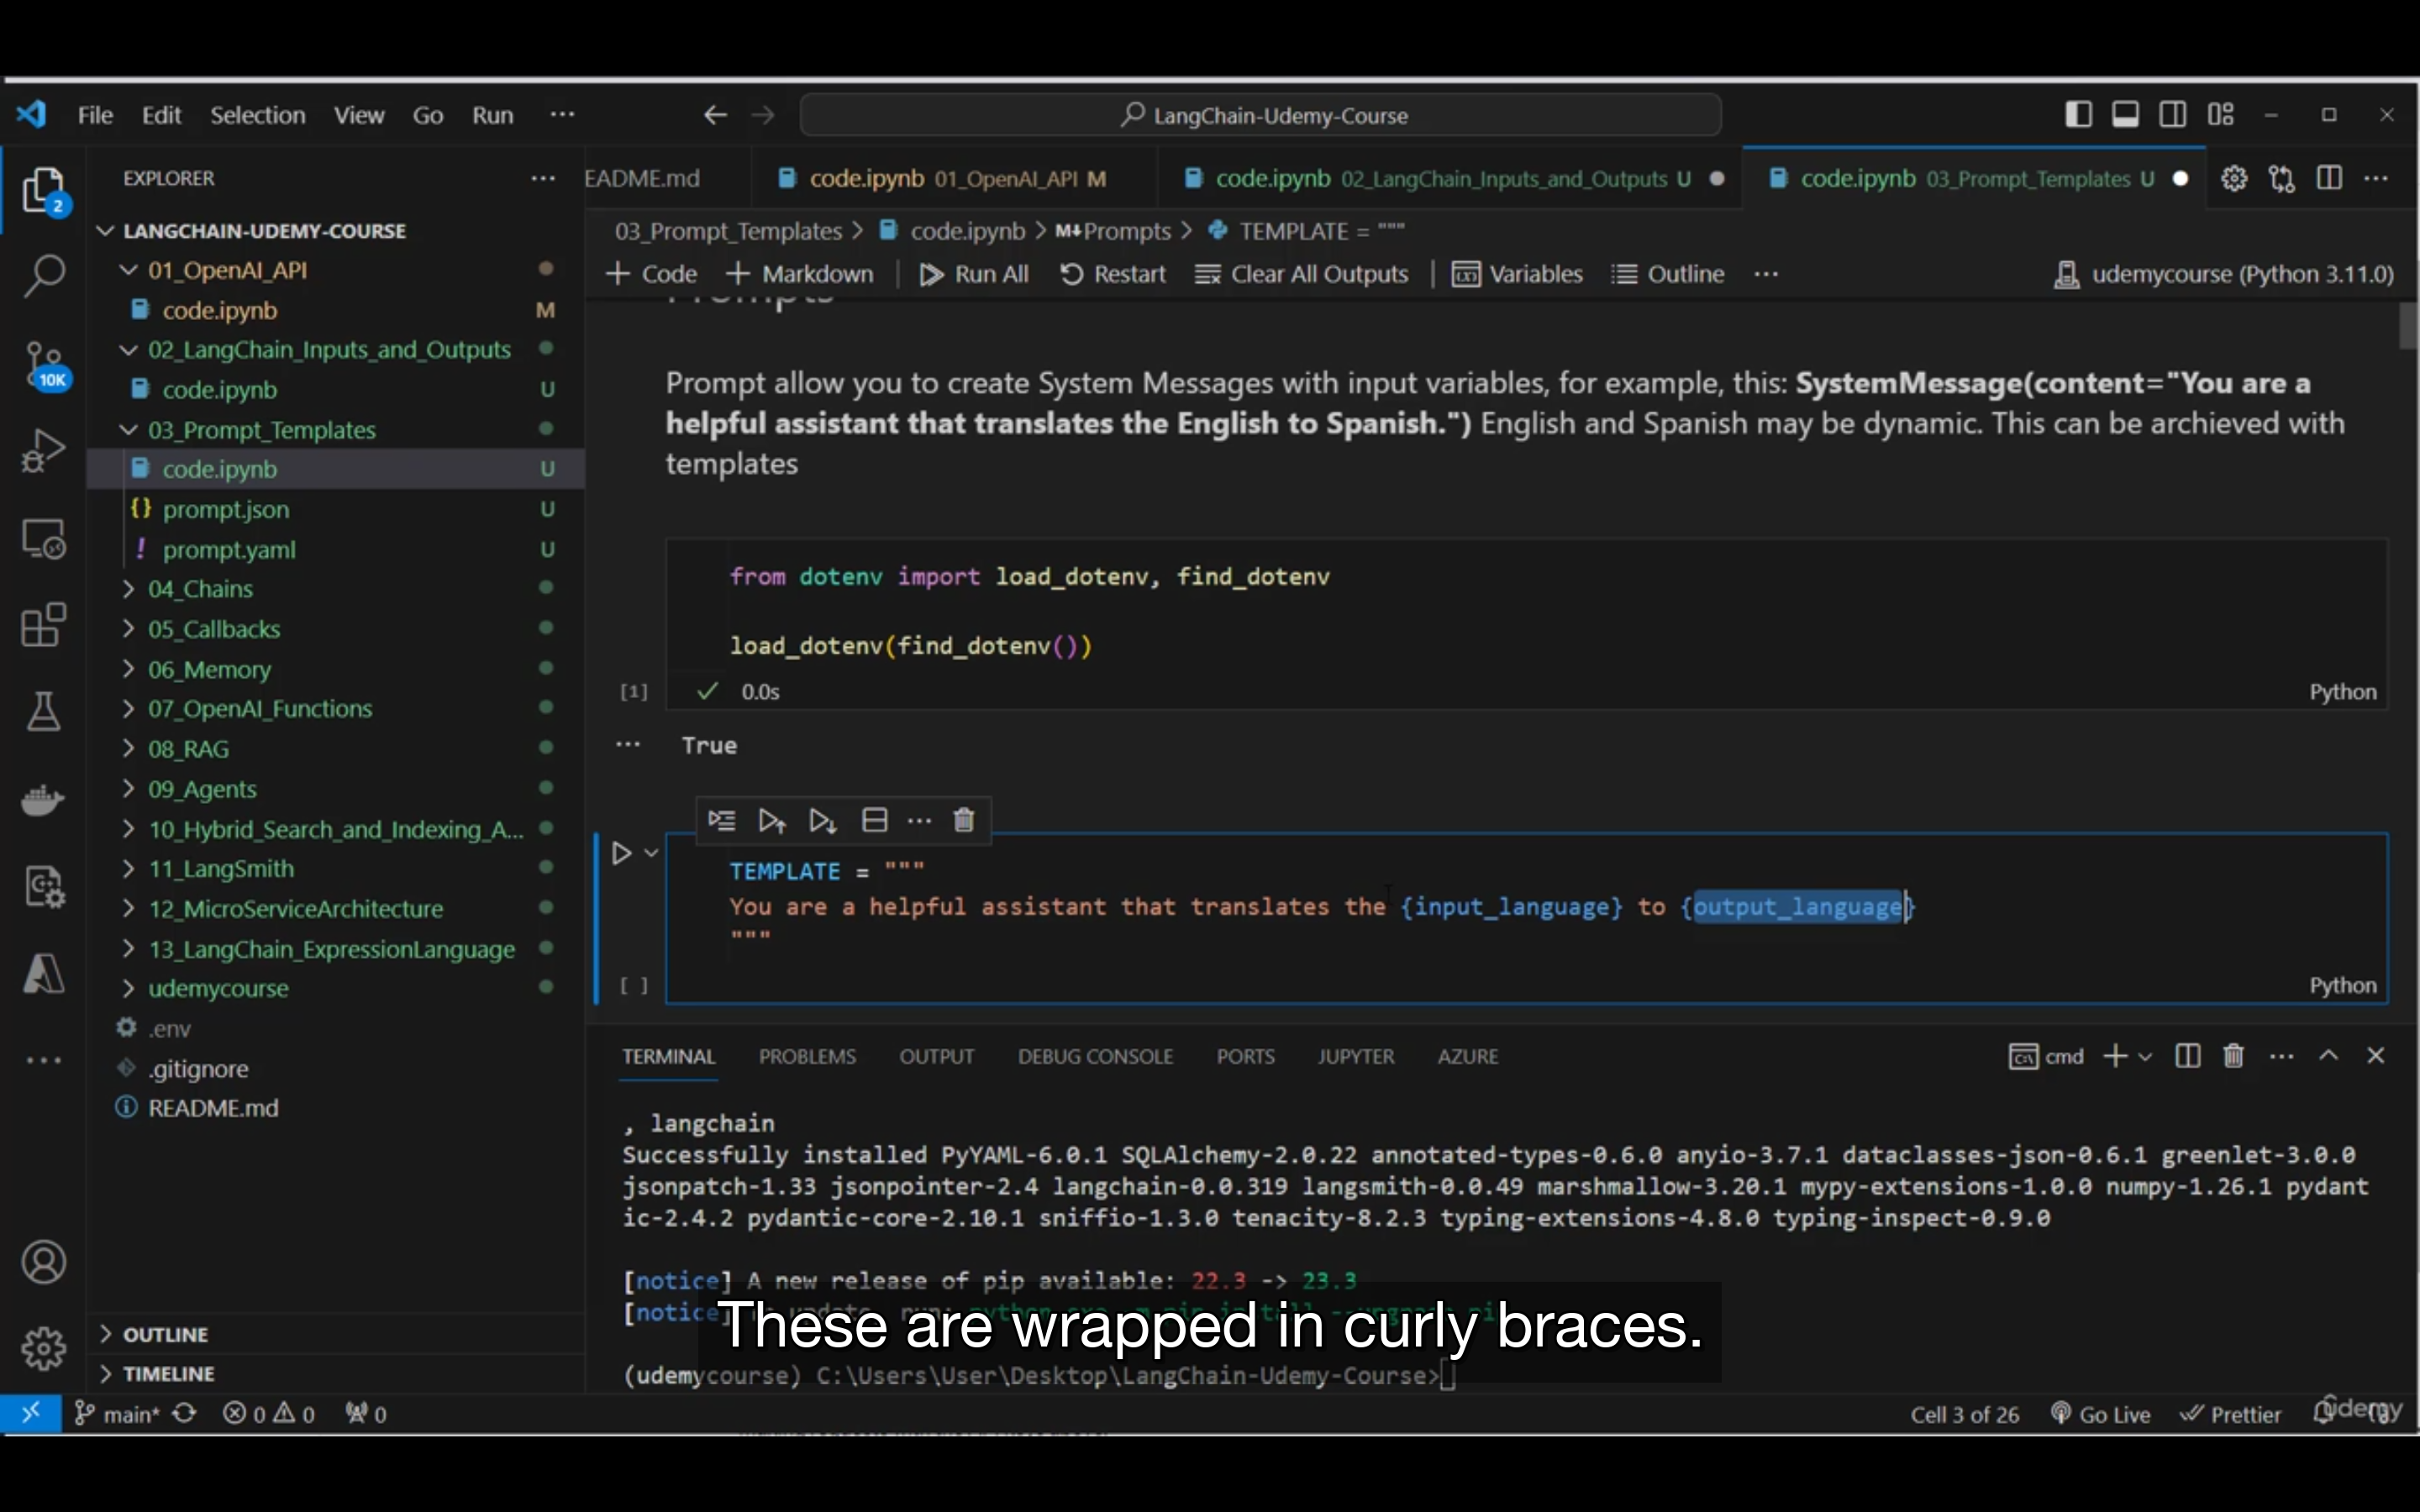 File Edit Selection View Go Run ··· LangChain-Udemy-Course
EXPLORER ···
2
10K
LANGCHAIN-UDEMY-COURSE
01_OpenAI_API
code.ipynb M
02_LangChain_Inputs_and_Outputs
code.ipynb U
03_Prompt_Templates
code.ipynb U
{} prompt.json U
! prompt.yaml U
04_Chains
05_Callbacks
06_Memory
07_OpenAI_Functions
08_RAG
09_Agents
10_Hybrid_Search_and_Indexing_A...
11_LangSmith
12_MicroServiceArchitecture
13_LangChain_ExpressionLanguage
udemycourse
.env
.gitignore
README.md
OUTLINE
TIMELINE
EADME.md code.ipynb 01_OpenAI_API M code.ipynb 02_LangChain_Inputs_and_Outputs U code.ipynb 03_Prompt_Templates U
03_Prompt_Templates > code.ipynb > M↓Prompts > TEMPLATE = """
+ Code + Markdown Run All Restart Clear All Outputs Variables Outline ··· udemycourse (Python 3.11.0)
Prompts
Prompt allow you to create System Messages with input variables, for example, this: SystemMessage(content="You are a
helpful assistant that translates the English to Spanish.") English and Spanish may be dynamic. This can be archieved with
templates
from dotenv import load_dotenv, find_dotenv
load_dotenv(find_dotenv())
[1] ✓ 0.0s Python
··· True
TEMPLATE = """
You are a helpful assistant that translates the {input_language} to {output_language}
"""
[ ] Python
TERMINAL PROBLEMS OUTPUT DEBUG CONSOLE PORTS JUPYTER AZURE cmd
, langchain
Successfully installed PyYAML-6.0.1 SQLAlchemy-2.0.22 annotated-types-0.6.0 anyio-3.7.1 dataclasses-json-0.6.1 greenlet-3.0.0
jsonpatch-1.33 jsonpointer-2.4 langchain-0.0.319 langsmith-0.0.49 marshmallow-3.20.1 mypy-extensions-1.0.0 numpy-1.26.1 pydant
ic-2.4.2 pydantic-core-2.10.1 sniffio-1.3.0 tenacity-8.2.3 typing-extensions-4.8.0 typing-inspect-0.9.0
[notice] A new release of pip available: 22.3 -> 23.3
[notice]
These are wrapped in curly braces.
(udemycourse) C:\Users\User\Desktop\LangChain-Udemy-Course>
main* 0 0 0 Cell 3 of 26 Go Live Prettier
Udemy